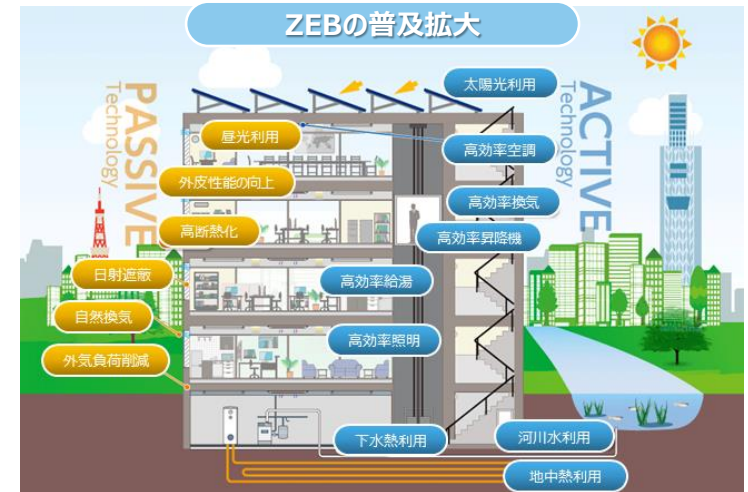 ZEBの普及拡大
PASSIVE
Technology
ACTIVE
Technology
太陽光利用
昼光利用
高効率空調
外皮性能の向上
高効率換気
高断熱化
高効率昇降機
日射遮蔽
高効率給湯
自然換気
高効率照明
外気負荷削減
下水熱利用
河川水利用
地中熱利用